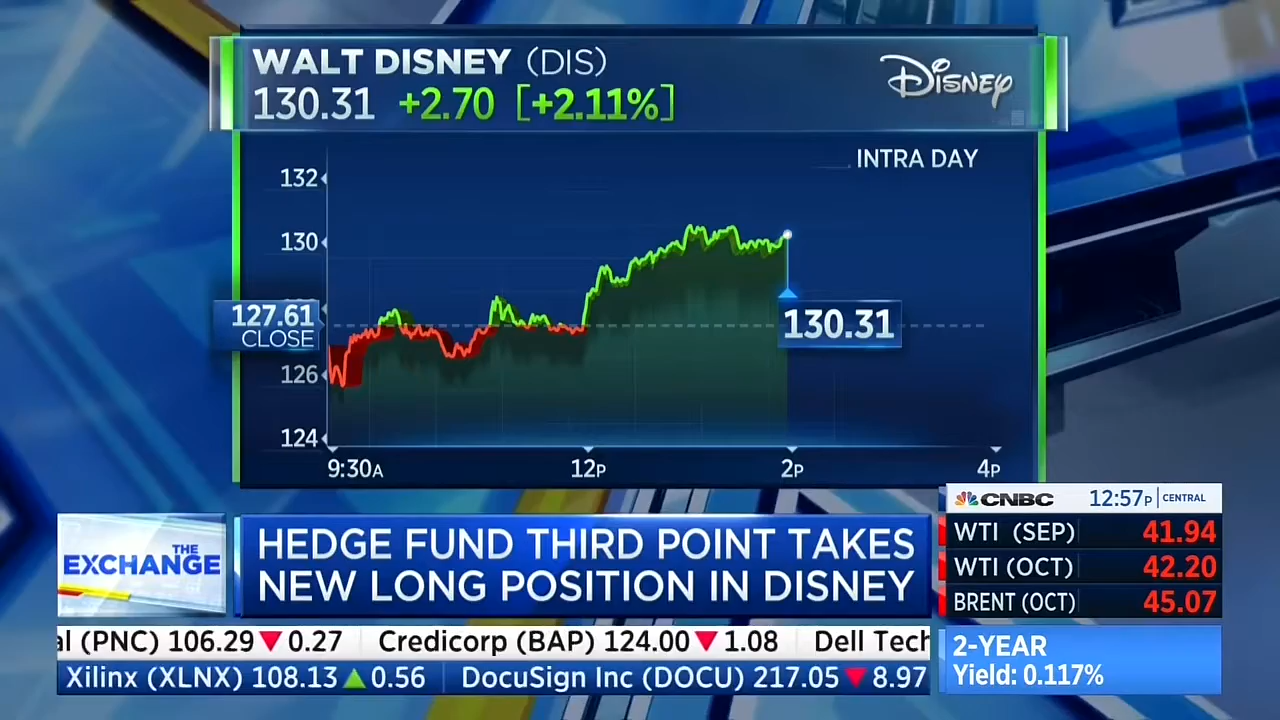 WALT DISNEY (DIS)
130.31 +2.70 [+2.11%]
DISNEY
INTRA DAY
132
130
127.61
CLOSE
130.31
126
124
9:30A 12P 2P 4P
CNBC 12:57P CENTRAL
WTI (SEP) 41.94
WTI (OCT) 42.20
BRENT (OCT) 45.07
THE
EXCHANGE
HEDGE FUND THIRD POINT TAKES
NEW LONG POSITION IN DISNEY
al (PNC) 106.29 ▼ 0.27 Credicorp (BAP) 124.00 ▼ 1.08 Dell Tech
Xilinx (XLNX) 108.13 ▲ 0.56 DocuSign Inc (DOCU) 217.05 ▼ 8.97
2-YEAR
Yield: 0.117%